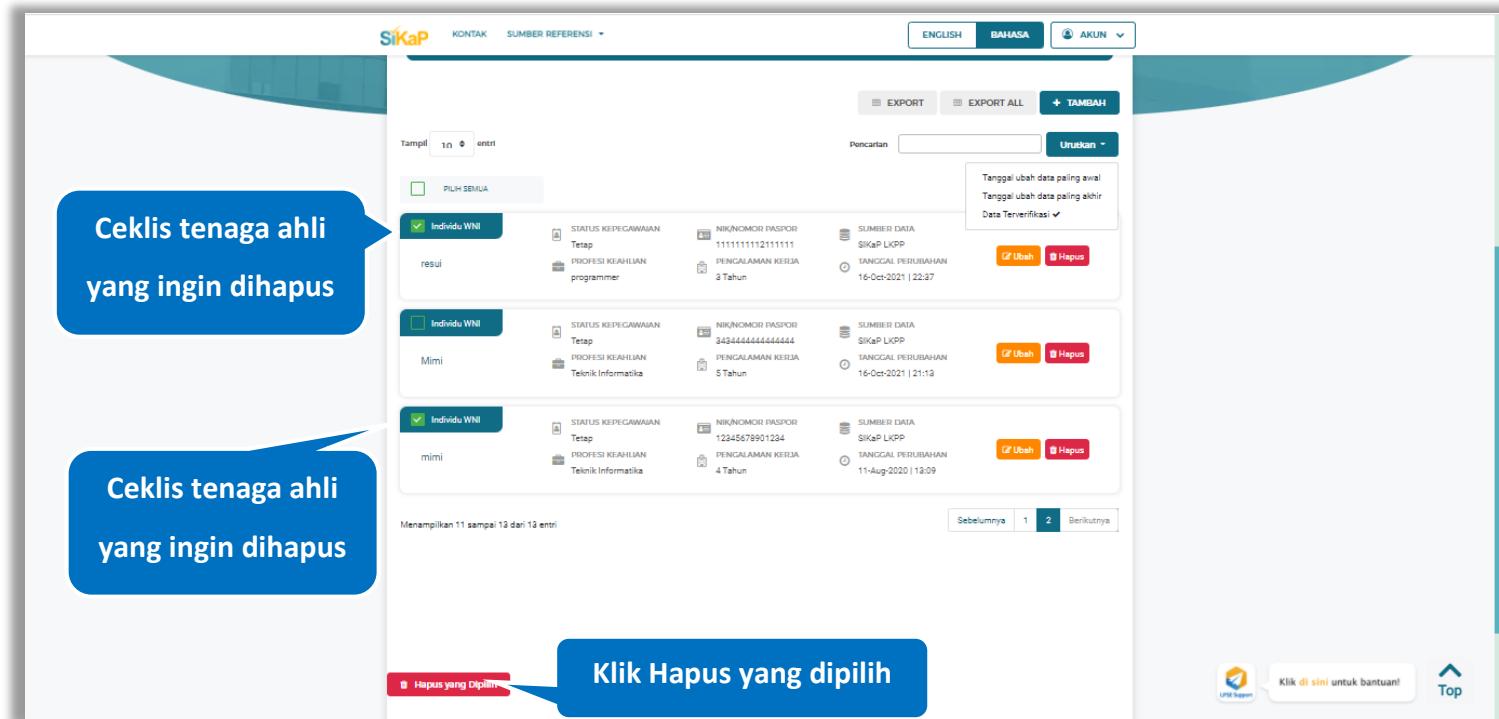 SiKaP KONTAK SUMBER REFERENSI ENGLISH BAHASA AKUN
EXPORT EXPORT ALL + TAMBAH
Tampil 10 entri Pencarian Urutkan
Tanggal ubah data paling awal
Tanggal ubah data paling akhir
Data Terverifikasi ✔
PILIH SEMUA
Ceklis tenaga ahli
yang ingin dihapus
Individu WNI
resui
STATUS KEPEGAWAIAN
Tetap
PROFESI KEAHLIAN
programmer
NIK/NOMOR PASPOR
1111111112111111
PENGALAMAN KERJA
3 Tahun
SUMBER DATA
SIKaP LKPP
TANGGAL PERUBAHAN
16-Oct-2021 | 22:37
Ubah Hapus
Individu WNI
Mimi
STATUS KEPEGAWAIAN
Tetap
PROFESI KEAHLIAN
Teknik Informatika
NIK/NOMOR PASPOR
3434444444444444
PENGALAMAN KERJA
5 Tahun
SUMBER DATA
SIKaP LKPP
TANGGAL PERUBAHAN
16-Oct-2021 | 21:13
Ubah Hapus
Ceklis tenaga ahli
yang ingin dihapus
Individu WNI
mimi
STATUS KEPEGAWAIAN
Tetap
PROFESI KEAHLIAN
Teknik Informatika
NIK/NOMOR PASPOR
12345678901234
PENGALAMAN KERJA
4 Tahun
SUMBER DATA
SIKaP LKPP
TANGGAL PERUBAHAN
11-Aug-2020 | 13:09
Ubah Hapus
Menampilkan 11 sampai 13 dari 13 entri
Sebelumnya 1 2 Berikutnya
Hapus yang Dipilih
Klik Hapus yang dipilih
LPSE Support
Klik di sini untuk bantuan!
Top